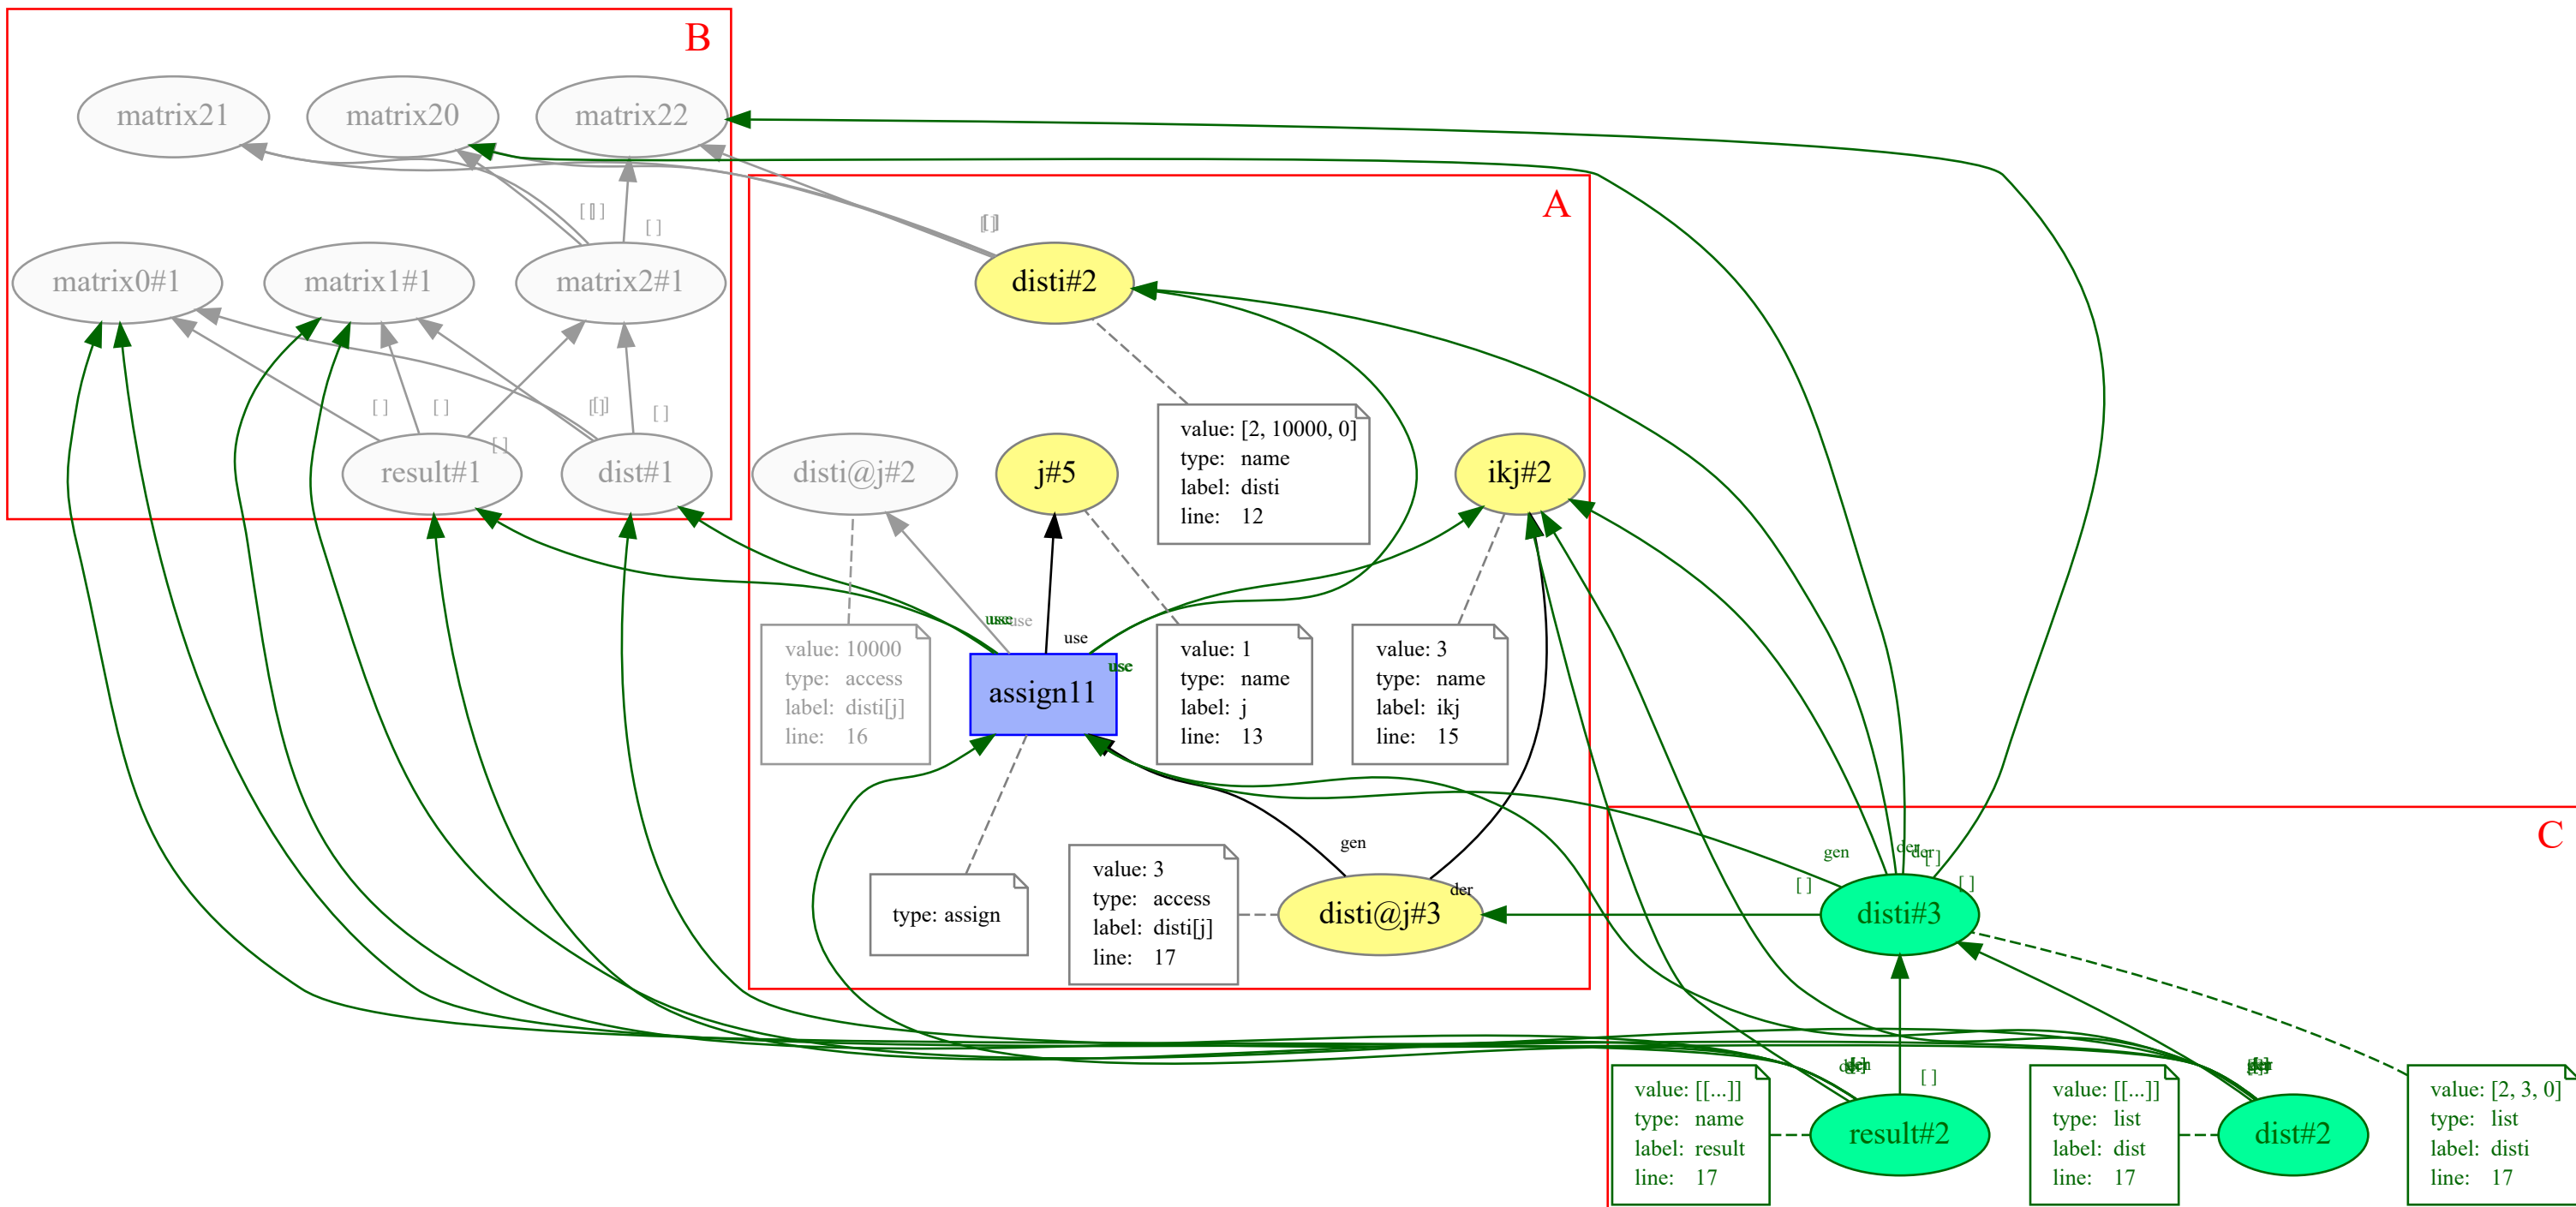 B
matrix21
matrix20
matrix22
[ ]
[ ]
matrix0#1
matrix1#1
matrix2#1
[ ]
[ ]
[ ]
[ ]
[ ]
result#1
dist#1
A
[ ]
disti#2
value: [2, 10000, 0]
type: name
label: disti
line: 12
disti@j#2
j#5
ikj#2
use
use
use
use
value: 10000
type: access
label: disti[j]
line: 16
assign11
value: 1
type: name
label: j
line: 13
value: 3
type: name
label: ikj
line: 15
type: assign
value: 3
type: access
label: disti[j]
line: 17
gen
der
disti@j#3
C
gen
der
der
[ ]
[ ]
[ ]
disti#3
[ ]
value: [[...]]
type: name
label: result
line: 17
result#2
value: [[...]]
type: list
label: dist
line: 17
dist#2
value: [2, 3, 0]
type: list
label: disti
line: 17